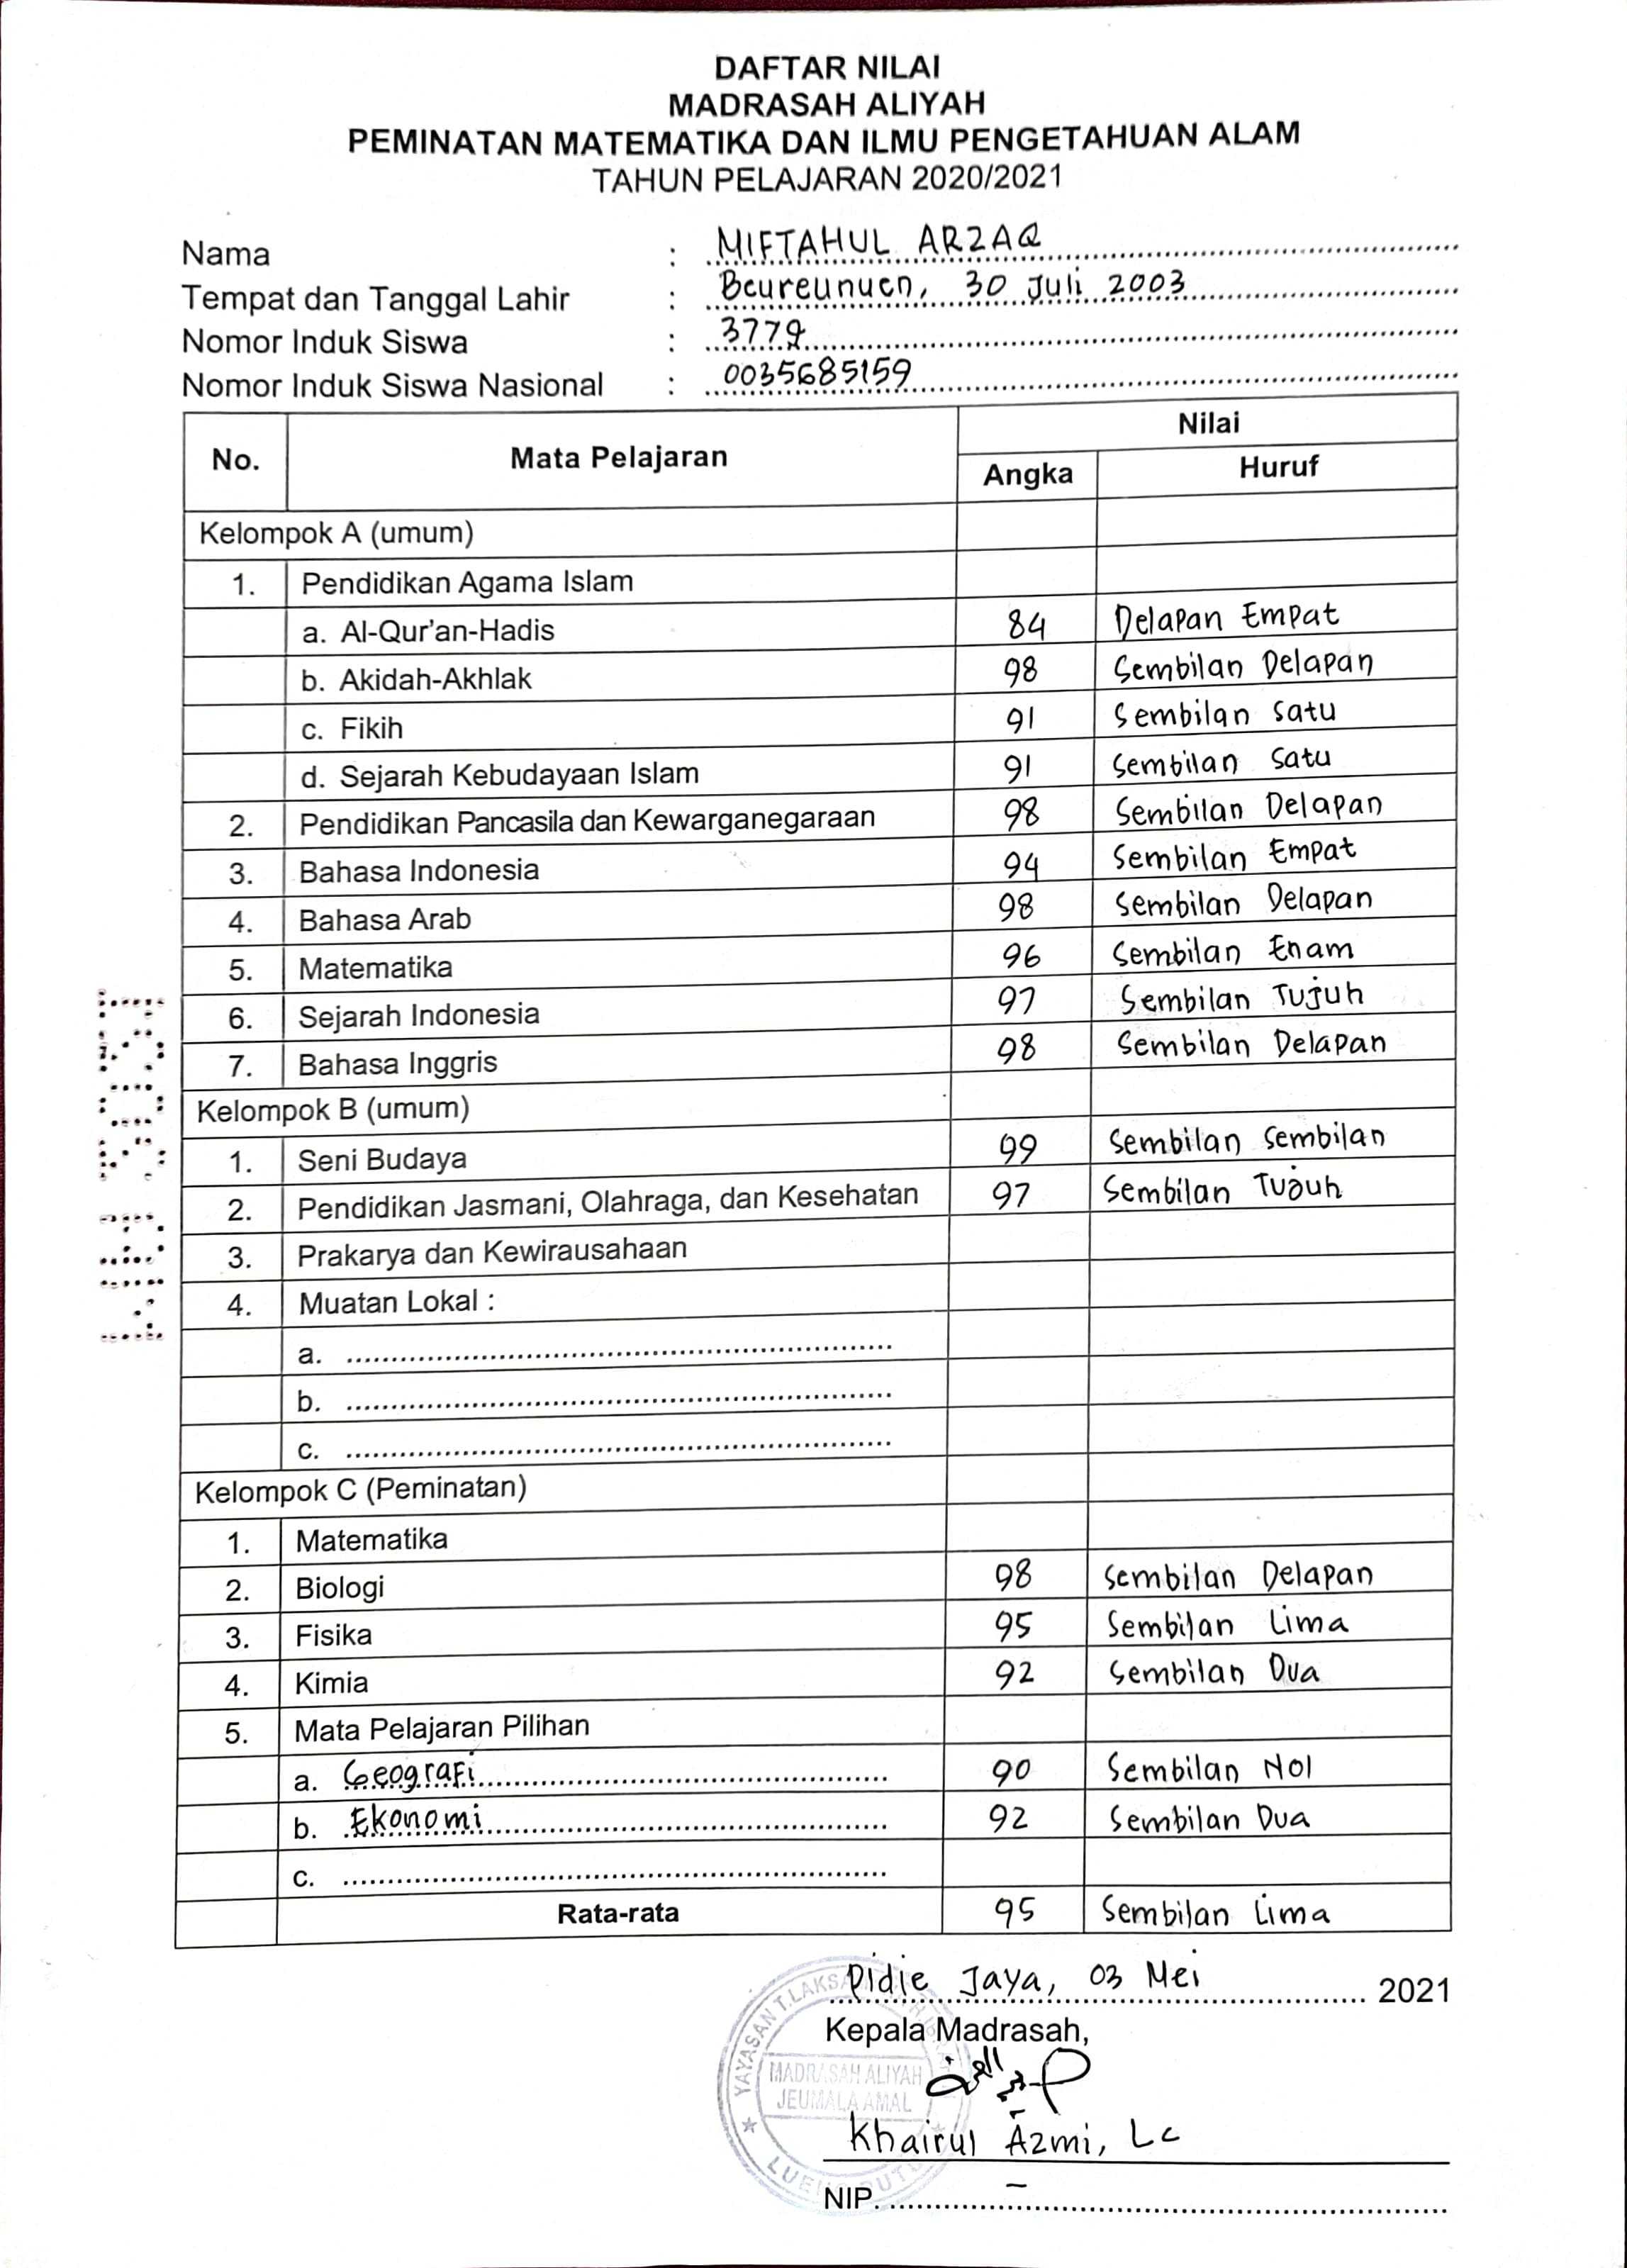 DAFTAR NILAI
MADRASAH ALIYAH
PEMINATAN MATEMATIKA DAN ILMU PENGETAHUAN ALAM
TAHUN PELAJARAN 2020/2021
Nama : MIFTAHUL ARZAQ
Tempat dan Tanggal Lahir : Beureunuen, 30 Juli 2003
Nomor Induk Siswa : 3779
Nomor Induk Siswa Nasional : 0035685159
No. Mata Pelajaran Nilai
Angka Huruf
Kelompok A (umum)
1. Pendidikan Agama Islam
a. Al-Qur'an-Hadis 84 Delapan Empat
b. Akidah-Akhlak 98 Sembilan Delapan
c. Fikih 91 Sembilan Satu
d. Sejarah Kebudayaan Islam 91 Sembilan Satu
2. Pendidikan Pancasila dan Kewarganegaraan 98 Sembilan Delapan
3. Bahasa Indonesia 94 Sembilan Empat
4. Bahasa Arab 98 Sembilan Delapan
5. Matematika 96 Sembilan Enam
6. Sejarah Indonesia 97 Sembilan Tujuh
7. Bahasa Inggris 98 Sembilan Delapan
Kelompok B (umum)
1. Seni Budaya 99 Sembilan Sembilan
2. Pendidikan Jasmani, Olahraga, dan Kesehatan 97 Sembilan Tujuh
3. Prakarya dan Kewirausahaan
4. Muatan Lokal :
a. ....................
b. ....................
c. ....................
Kelompok C (Peminatan)
1. Matematika
2. Biologi 98 Sembilan Delapan
3. Fisika 95 Sembilan Lima
4. Kimia 92 Sembilan Dua
5. Mata Pelajaran Pilihan
a. Geografi 90 Sembilan Nol
b. Ekonomi 92 Sembilan Dua
c. ....................
Rata-rata 95 Sembilan Lima
Pidie Jaya, 03 Mei 2021
Kepala Madrasah,
YAYASAN T.LAKS
MADRASAH ALIYAH
JEUMALA AMAL
Khairul Azmi, Lc
NIP. –